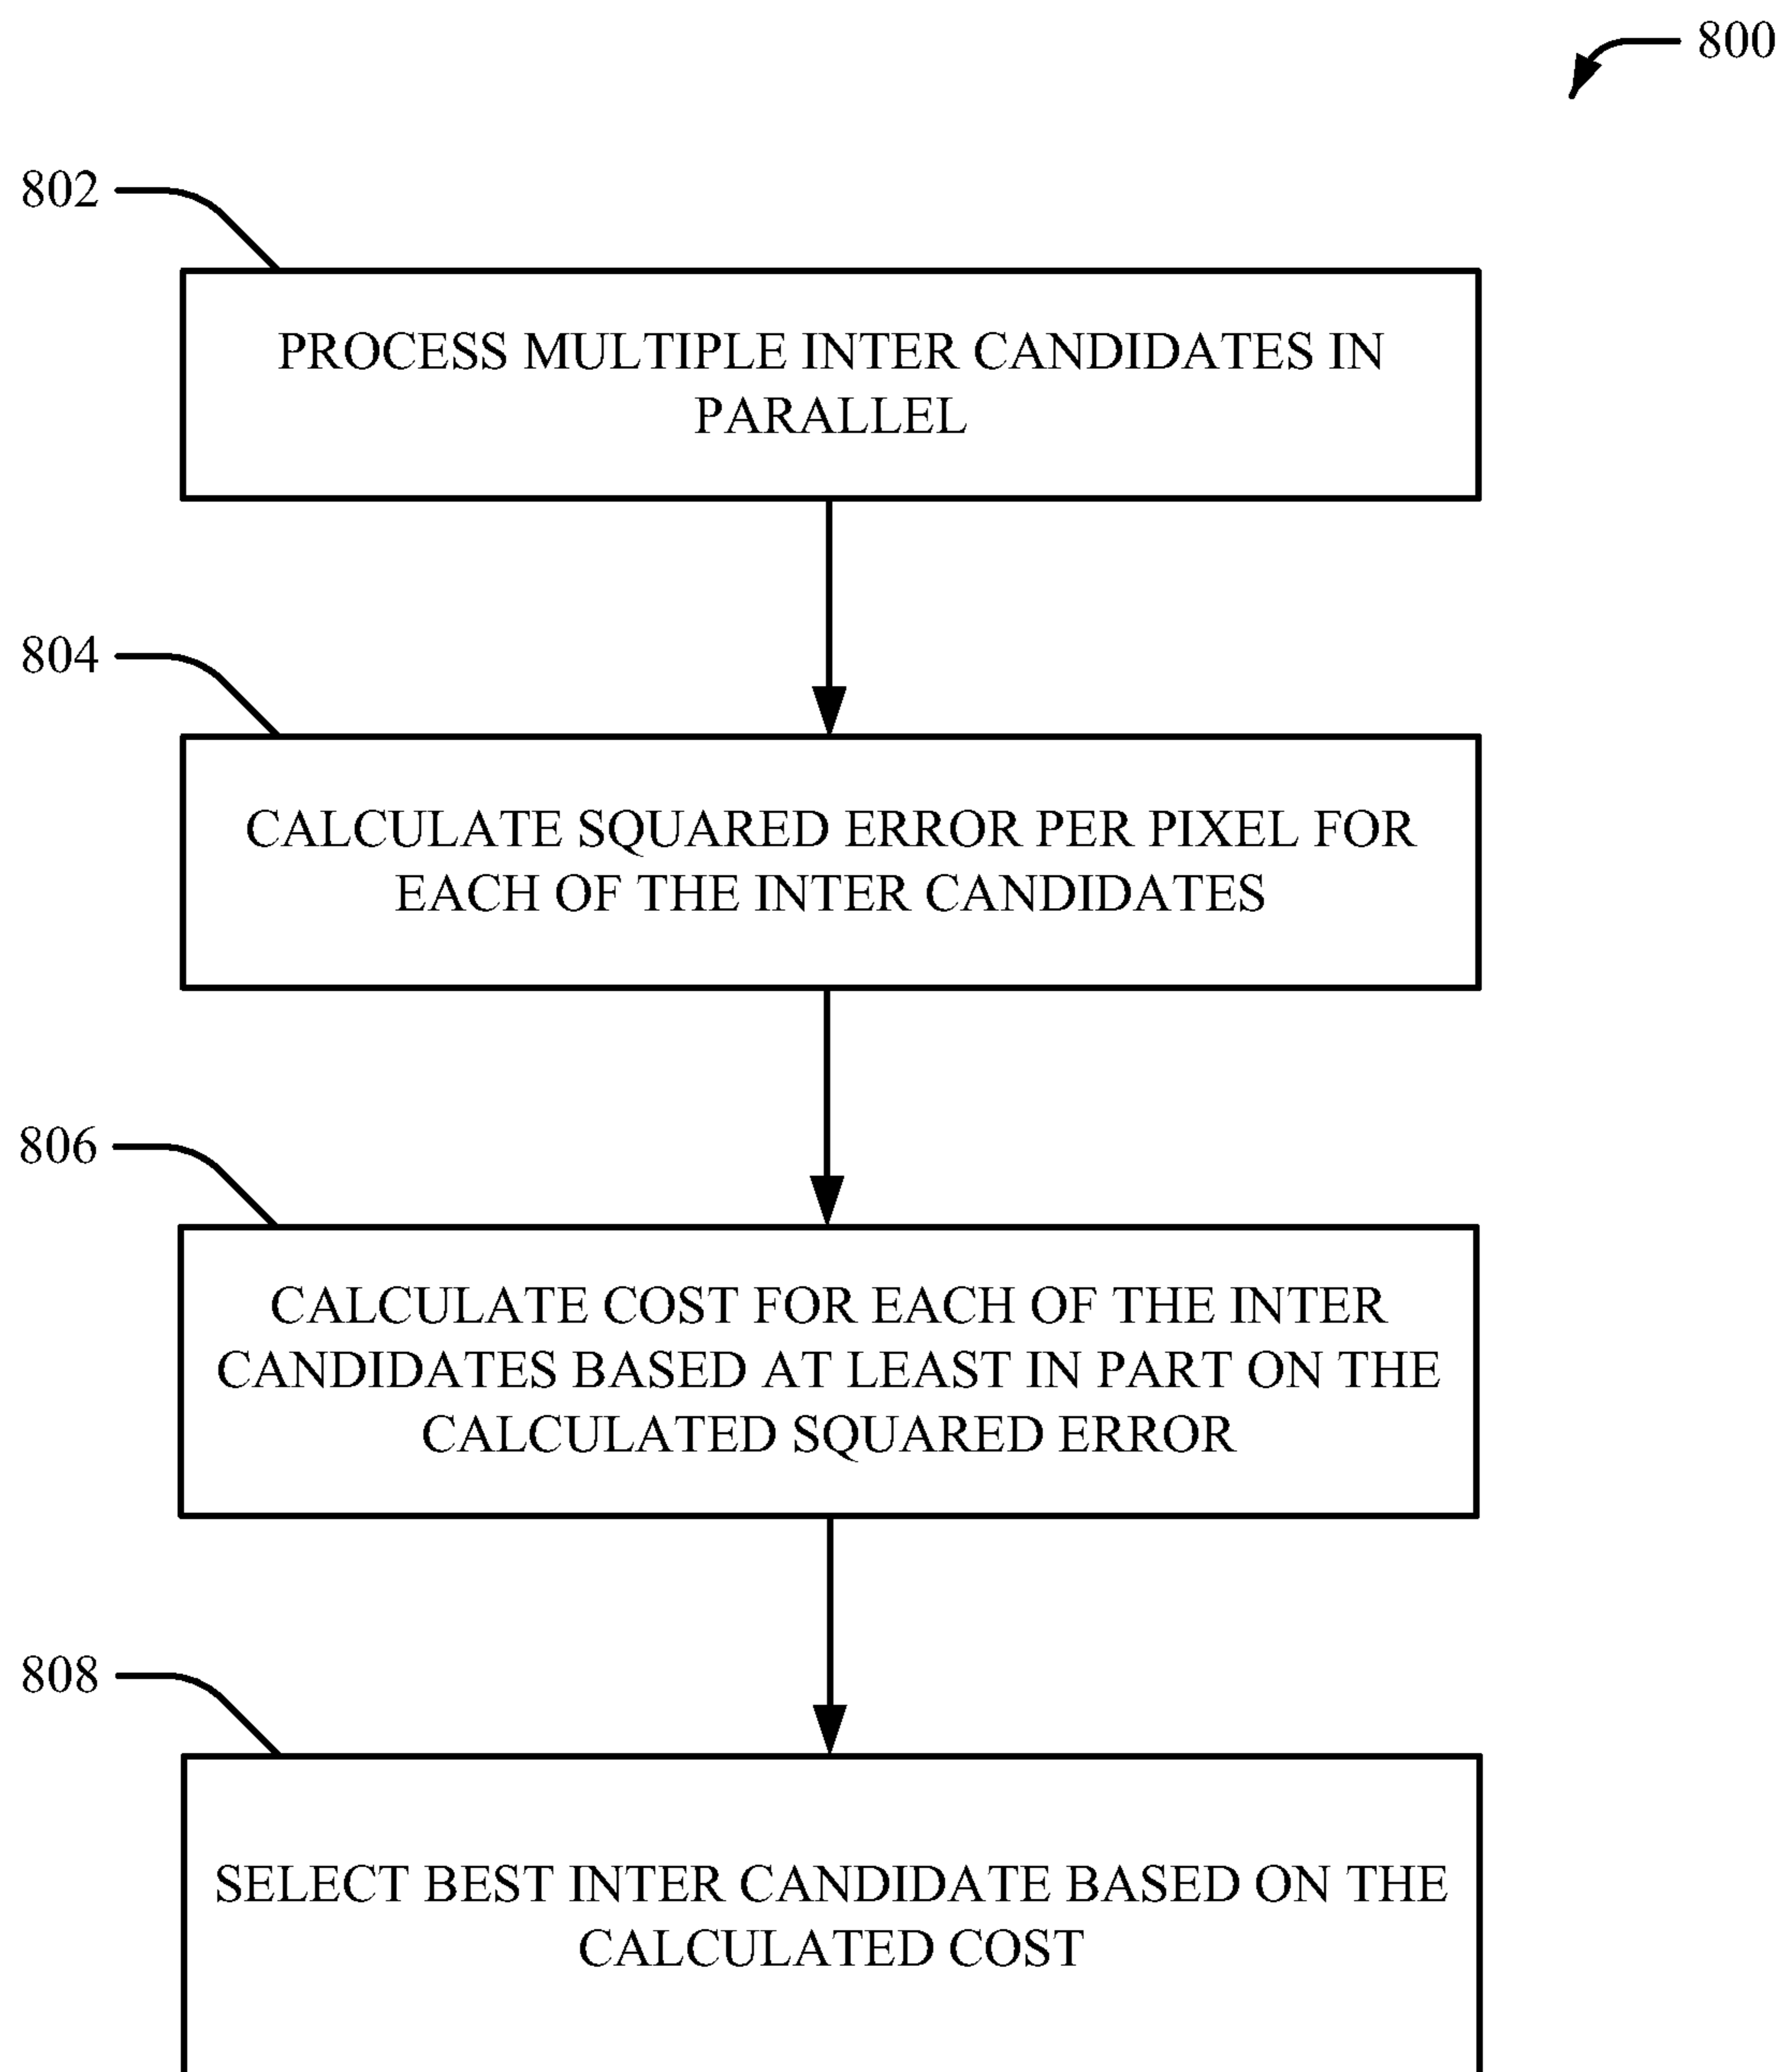 800
802
PROCESS MULTIPLE INTER CANDIDATES IN
PARALLEL
804
CALCULATE SQUARED ERROR PER PIXEL FOR
EACH OF THE INTER CANDIDATES
806
CALCULATE COST FOR EACH OF THE INTER
CANDIDATES BASED AT LEAST IN PART ON THE
CALCULATED SQUARED ERROR
808
SELECT BEST INTER CANDIDATE BASED ON THE
CALCULATED COST